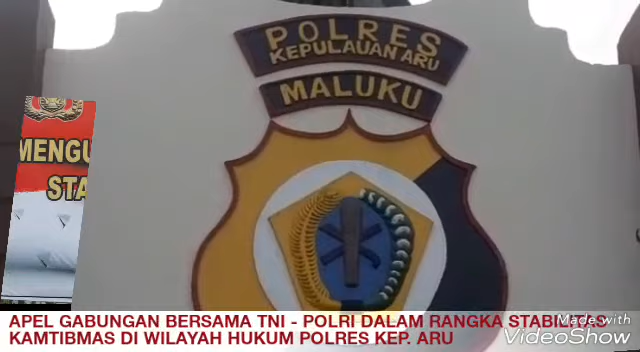 POLRES
KEPULAUAN ARU
MALUKU
MENGU
STA
APEL GABUNGAN BERSAMA TNI - POLRI DALAM RANGKA STABILITAS
KAMTIBMAS DI WILAYAH HUKUM POLRES KEP. ARU
Made with
VideoShow